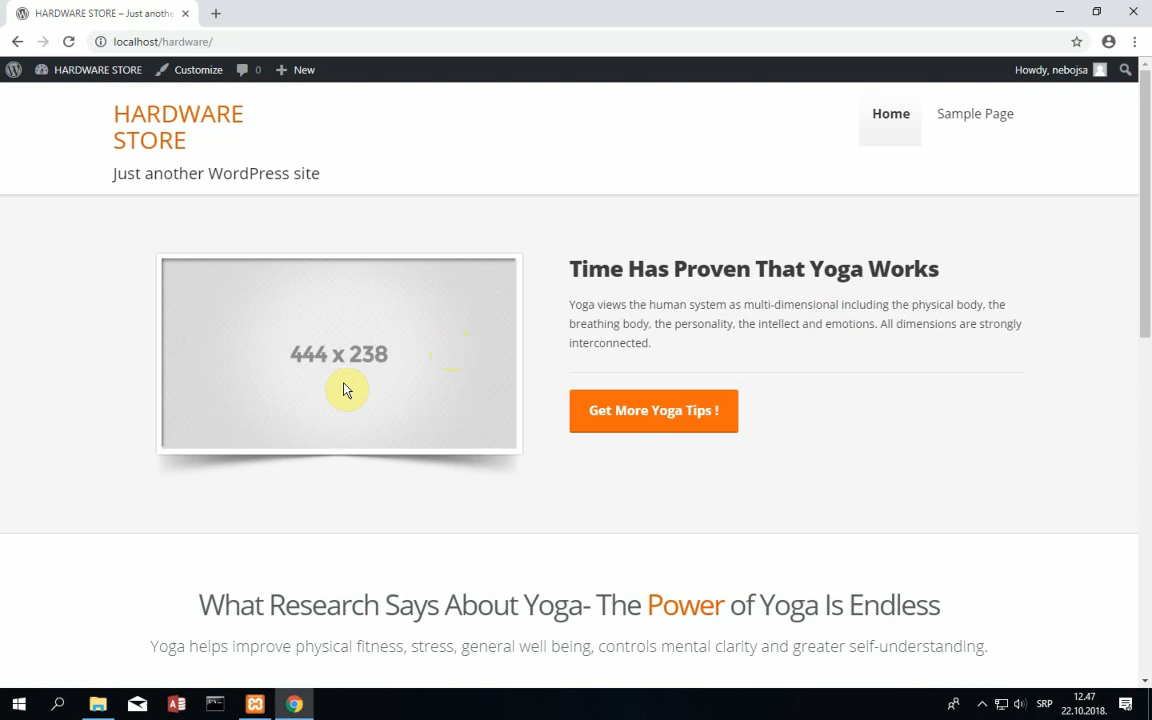 HARDWARE STORE – Just anothe
localhost/hardware/
HARDWARE STORE
Customize
0
New
Howdy, nebojsa
HARDWARE
STORE
Just another WordPress site
Home
Sample Page
444 x 238
Time Has Proven That Yoga Works
Yoga views the human system as multi-dimensional including the physical body, the
breathing body, the personality, the intellect and emotions. All dimensions are strongly
interconnected.
Get More Yoga Tips !
What Research Says About Yoga- The Power of Yoga Is Endless
Yoga helps improve physical fitness, stress, general well being, controls mental clarity and greater self-understanding.
SRP
12.47
22.10.2018.